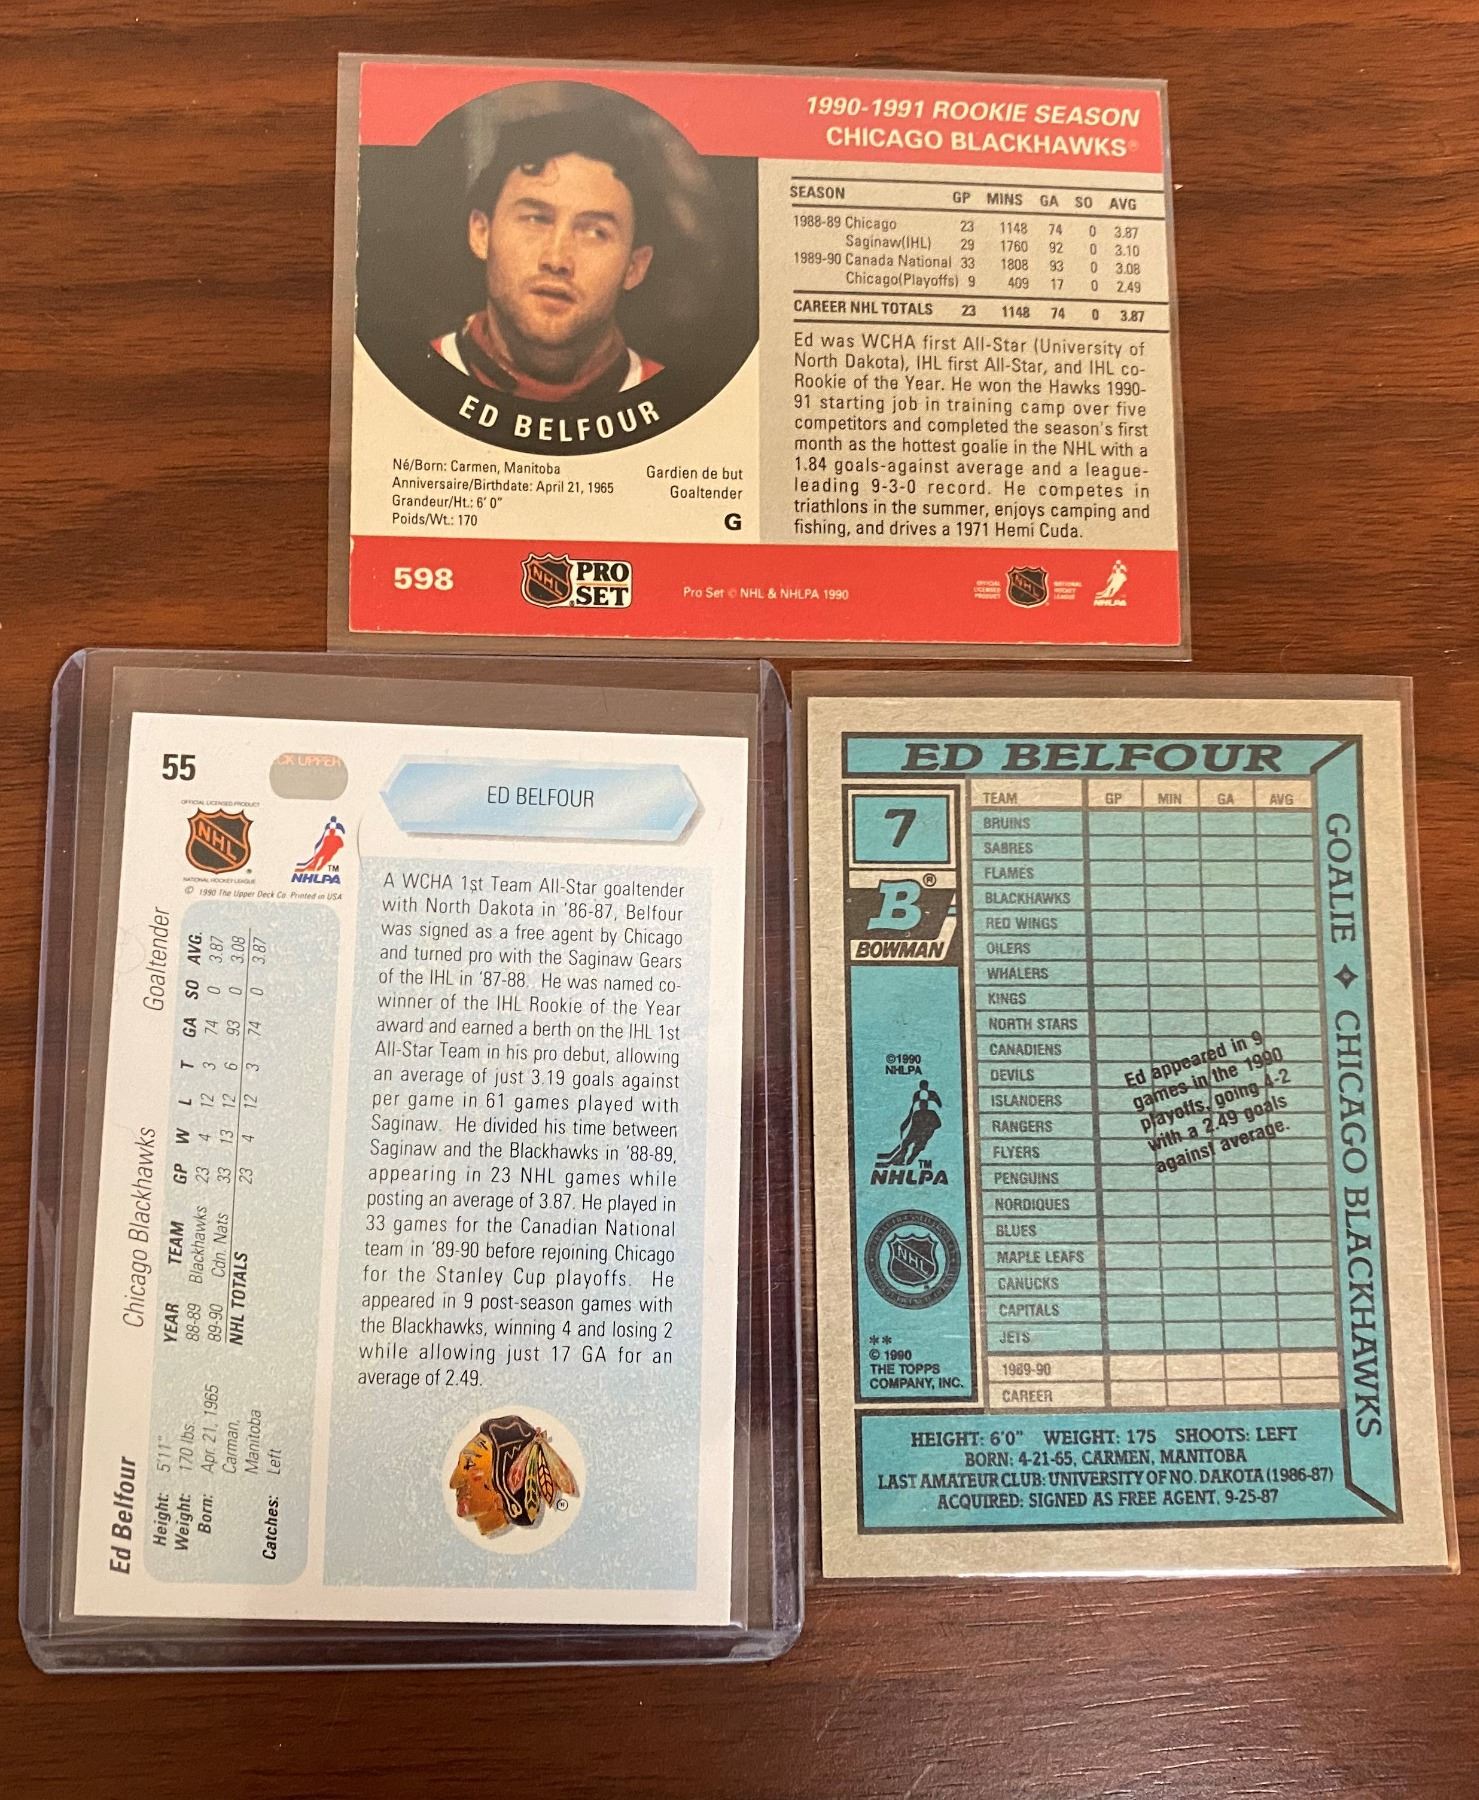 1990-1991 ROOKIE SEASON
CHICAGO BLACKHAWKS®
SEASON GP MINS GA SO AVG
1988-89 Chicago 23 1148 74 0 3.87
Saginaw(IHL) 29 1760 92 0 3.10
1989-90 Canada National 33 1808 93 0 3.08
Chicago(Playoffs) 9 409 17 0 2.49
CAREER NHL TOTALS 23 1148 74 0 3.87
Ed was WCHA first All-Star (University of
North Dakota), IHL first All-Star, and IHL co-
Rookie of the Year. He won the Hawks 1990-
91 starting job in training camp over five
competitors and completed the season's first
month as the hottest goalie in the NHL with a
1.84 goals-against average and a league-
leading 9-3-0 record. He competes in
triathlons in the summer, enjoys camping and
fishing, and drives a 1971 Hemi Cuda.
ED BELFOUR
Né/Born: Carmen, Manitoba
Anniversaire/Birthdate: April 21, 1965
Grandeur/Ht.: 6' 0"
Poids/Wt.: 170
Gardien de but
Goaltender
G
598
NHL
PRO
SET
Pro Set © NHL & NHLPA 1990
OFFICIAL
LICENSED
PRODUCT
NHL
NATIONAL
HOCKEY
LEAGUE
NHLPA
55
OFFICIAL LICENSED PRODUCT
NHL
NATIONAL HOCKEY LEAGUE
TM
NHLPA
© 1990 The Upper Deck Co. Printed in USA
CK UPPER
ED BELFOUR
A WCHA 1st Team All-Star goaltender
with North Dakota in '86-87, Belfour
was signed as a free agent by Chicago
and turned pro with the Saginaw Gears
of the IHL in '87-88. He was named co-
winner of the IHL Rookie of the Year
award and earned a berth on the IHL 1st
All-Star Team in his pro debut, allowing
an average of just 3.19 goals against
per game in 61 games played with
Saginaw. He divided his time between
Saginaw and the Blackhawks in '88-89,
appearing in 23 NHL games while
posting an average of 3.87. He played in
33 games for the Canadian National
team in '89-90 before rejoining Chicago
for the Stanley Cup playoffs. He
appeared in 9 post-season games with
the Blackhawks, winning 4 and losing 2
while allowing just 17 GA for an
average of 2.49.
®
Ed Belfour Chicago Blackhawks Goaltender
Height: 5'11"
Weight: 170 lbs.
Born: Apr. 21, 1965
Carman,
Manitoba
Catches: Left
YEAR TEAM GP W L T GA SO AVG.
88-89 Blackhawks 23 4 12 3 74 0 3.87
89-90 Cdn. Nats 33 13 12 6 93 0 3.08
NHL TOTALS 23 4 12 3 74 0 3.87
ED BELFOUR
7
B®
BOWMAN
©1990
NHLPA
TM
NHLPA
NHL
**
© 1990
THE TOPPS
COMPANY, INC.
TEAM GP MIN GA AVG
BRUINS
SABRES
FLAMES
BLACKHAWKS
RED WINGS
OILERS
WHALERS
KINGS
NORTH STARS
CANADIENS
DEVILS
ISLANDERS
RANGERS
FLYERS
PENGUINS
NORDIQUES
BLUES
MAPLE LEAFS
CANUCKS
CAPITALS
JETS
1989-90
CAREER
Ed appeared in 9
games in the 1990
playoffs, going 4-2
with a 2.49 goals
against average.
GOALIE ✦ CHICAGO BLACKHAWKS
HEIGHT: 6'0" WEIGHT: 175 SHOOTS: LEFT
BORN: 4-21-65, CARMEN, MANITOBA
LAST AMATEUR CLUB: UNIVERSITY OF NO. DAKOTA (1986-87)
ACQUIRED: SIGNED AS FREE AGENT, 9-25-87